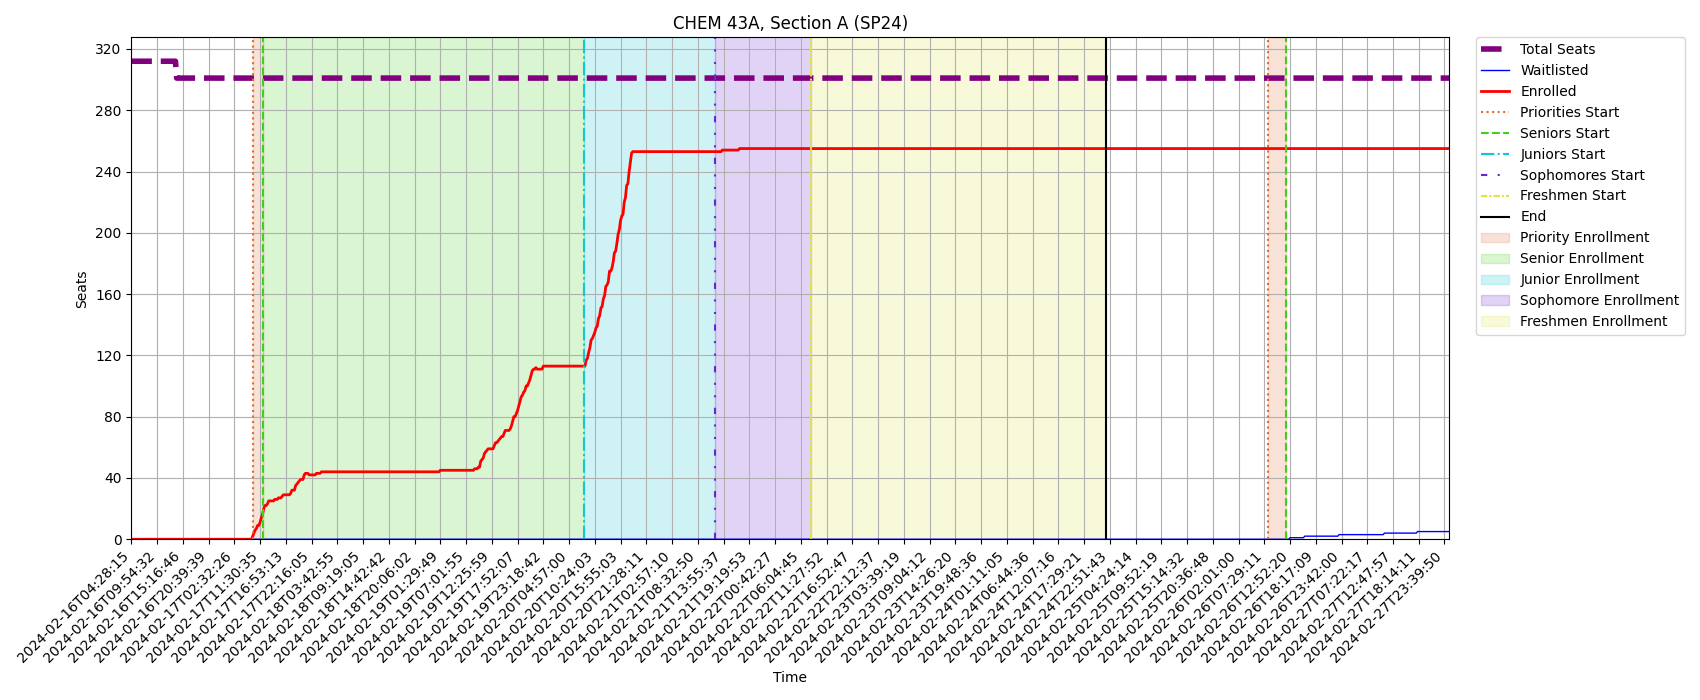 CHEM 43A, Section A (SP24)
320
280
240
200
160
120
80
40
0
Seats
2024-02-16T04:28:15
2024-02-16T09:54:32
2024-02-16T15:16:46
2024-02-16T20:39:39
2024-02-17T02:32:26
2024-02-17T11:30:35
2024-02-17T16:53:13
2024-02-17T22:16:05
2024-02-18T03:42:55
2024-02-18T09:19:05
2024-02-18T14:42:42
2024-02-18T20:06:02
2024-02-19T01:29:49
2024-02-19T07:01:55
2024-02-19T12:25:59
2024-02-19T17:52:07
2024-02-19T23:18:42
2024-02-20T04:57:00
2024-02-20T10:24:03
2024-02-20T15:55:03
2024-02-20T21:28:11
2024-02-21T02:57:10
2024-02-21T08:32:50
2024-02-21T13:55:37
2024-02-21T19:19:53
2024-02-22T00:42:27
2024-02-22T06:04:45
2024-02-22T11:27:52
2024-02-22T16:52:47
2024-02-22T22:12:37
2024-02-23T03:39:19
2024-02-23T09:04:12
2024-02-23T14:26:20
2024-02-23T19:48:36
2024-02-24T01:11:05
2024-02-24T06:44:36
2024-02-24T12:07:16
2024-02-24T17:29:21
2024-02-24T22:51:43
2024-02-25T04:24:14
2024-02-25T09:52:19
2024-02-25T15:14:32
2024-02-25T20:36:48
2024-02-26T02:01:00
2024-02-26T07:29:11
2024-02-26T12:52:20
2024-02-26T18:17:09
2024-02-26T23:42:00
2024-02-27T07:22:17
2024-02-27T12:47:57
2024-02-27T18:14:11
2024-02-27T23:39:50
Time
Total Seats
Waitlisted
Enrolled
Priorities Start
Seniors Start
Juniors Start
Sophomores Start
Freshmen Start
End
Priority Enrollment
Senior Enrollment
Junior Enrollment
Sophomore Enrollment
Freshmen Enrollment